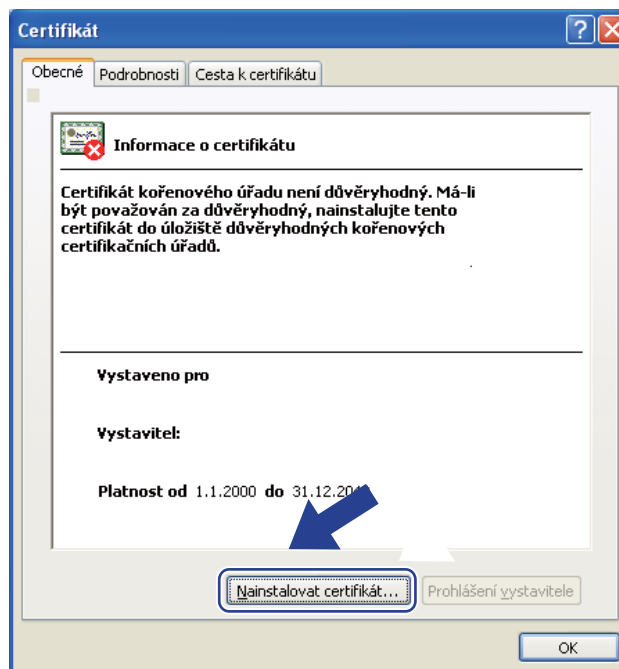 Certifikát
Obecné Podrobnosti Cesta k certifikátu
Informace o certifikátu
Certifikát kořenového úřadu není důvěryhodný. Má-li
být považován za důvěryhodný, nainstalujte tento
certifikát do úložiště důvěryhodných kořenových
certifikačních úřadů.
Vystaveno pro
Vystavitel:
Platnost od 1.1.2000 do
Nainstalovat certifikát... Prohlášení vystavitele
OK